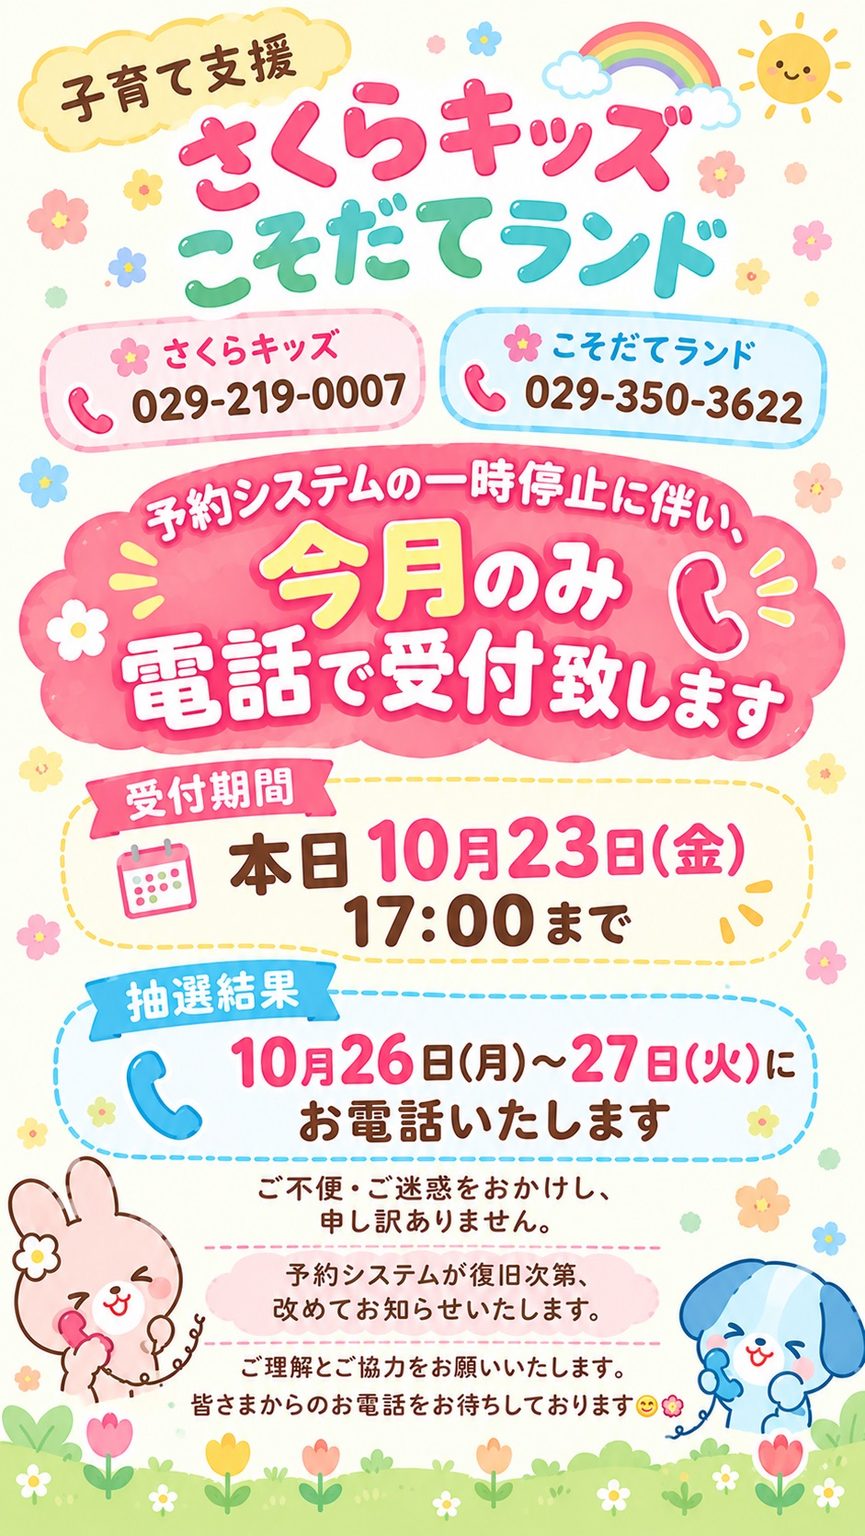 子育て支援
さくらキッズ
こそだてランド
さくらキッズ
029-219-0007
こそだてランド
029-350-3622
予約システムの一時停止に伴い、
今月のみ
電話で受付致します
受付期間
本日 10月23日(金)
17:00まで
抽選結果
10月26日(月)～27日(火)に
お電話いたします
ご不便・ご迷惑をおかけし、
申し訳ありません。
予約システムが復旧次第、
改めてお知らせいたします。
ご理解とご協力をお願いいたします。
皆さまからのお電話をお待ちしております😊🌸